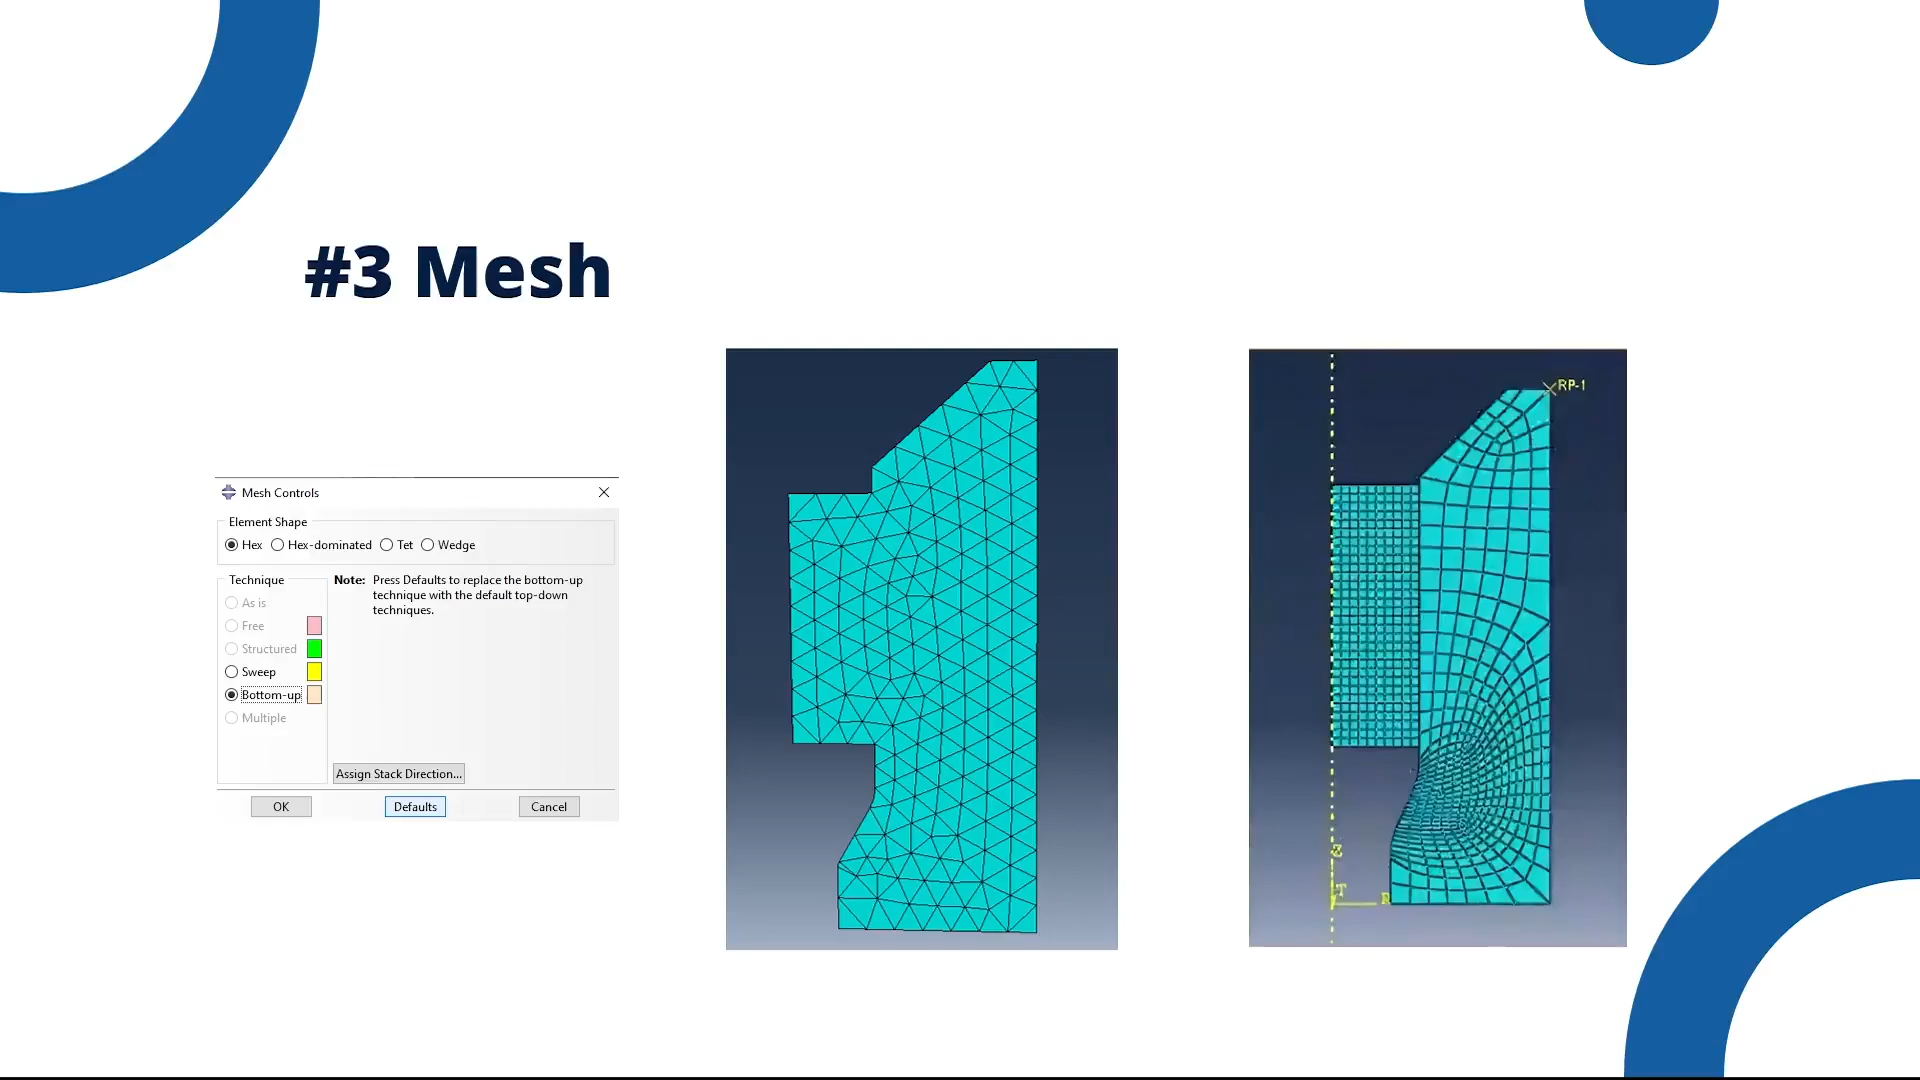 #3 Mesh
Mesh Controls
Element Shape
Hex Hex-dominated Tet Wedge
Technique
As is
Free
Structured
Sweep
Bottom-up
Multiple
Note: Press Defaults to replace the bottom-up
technique with the default top-down
techniques.
Assign Stack Direction...
OK Defaults Cancel
RP-1
Z
T
R